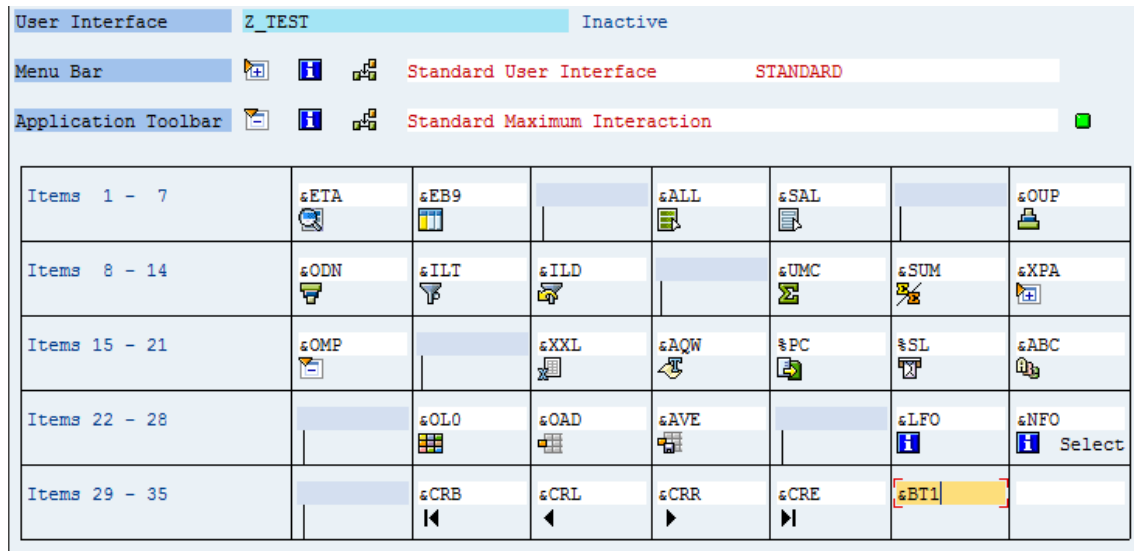 User Interface Z_TEST Inactive
Menu Bar Standard User Interface STANDARD
Application Toolbar Standard Maximum Interaction
Items 1 - 7 &ETA &EB9 &ALL &SAL &OUP
Items 8 - 14 &ODN &ILT &ILD &UMC &SUM &XPA
Items 15 - 21 &OMP &XXL &AQW %PC %SL &ABC
Items 22 - 28 &OL0 &OAD &AVE &LFO &NFO
Select
Items 29 - 35 &CRB &CRL &CRR &CRE &BT1